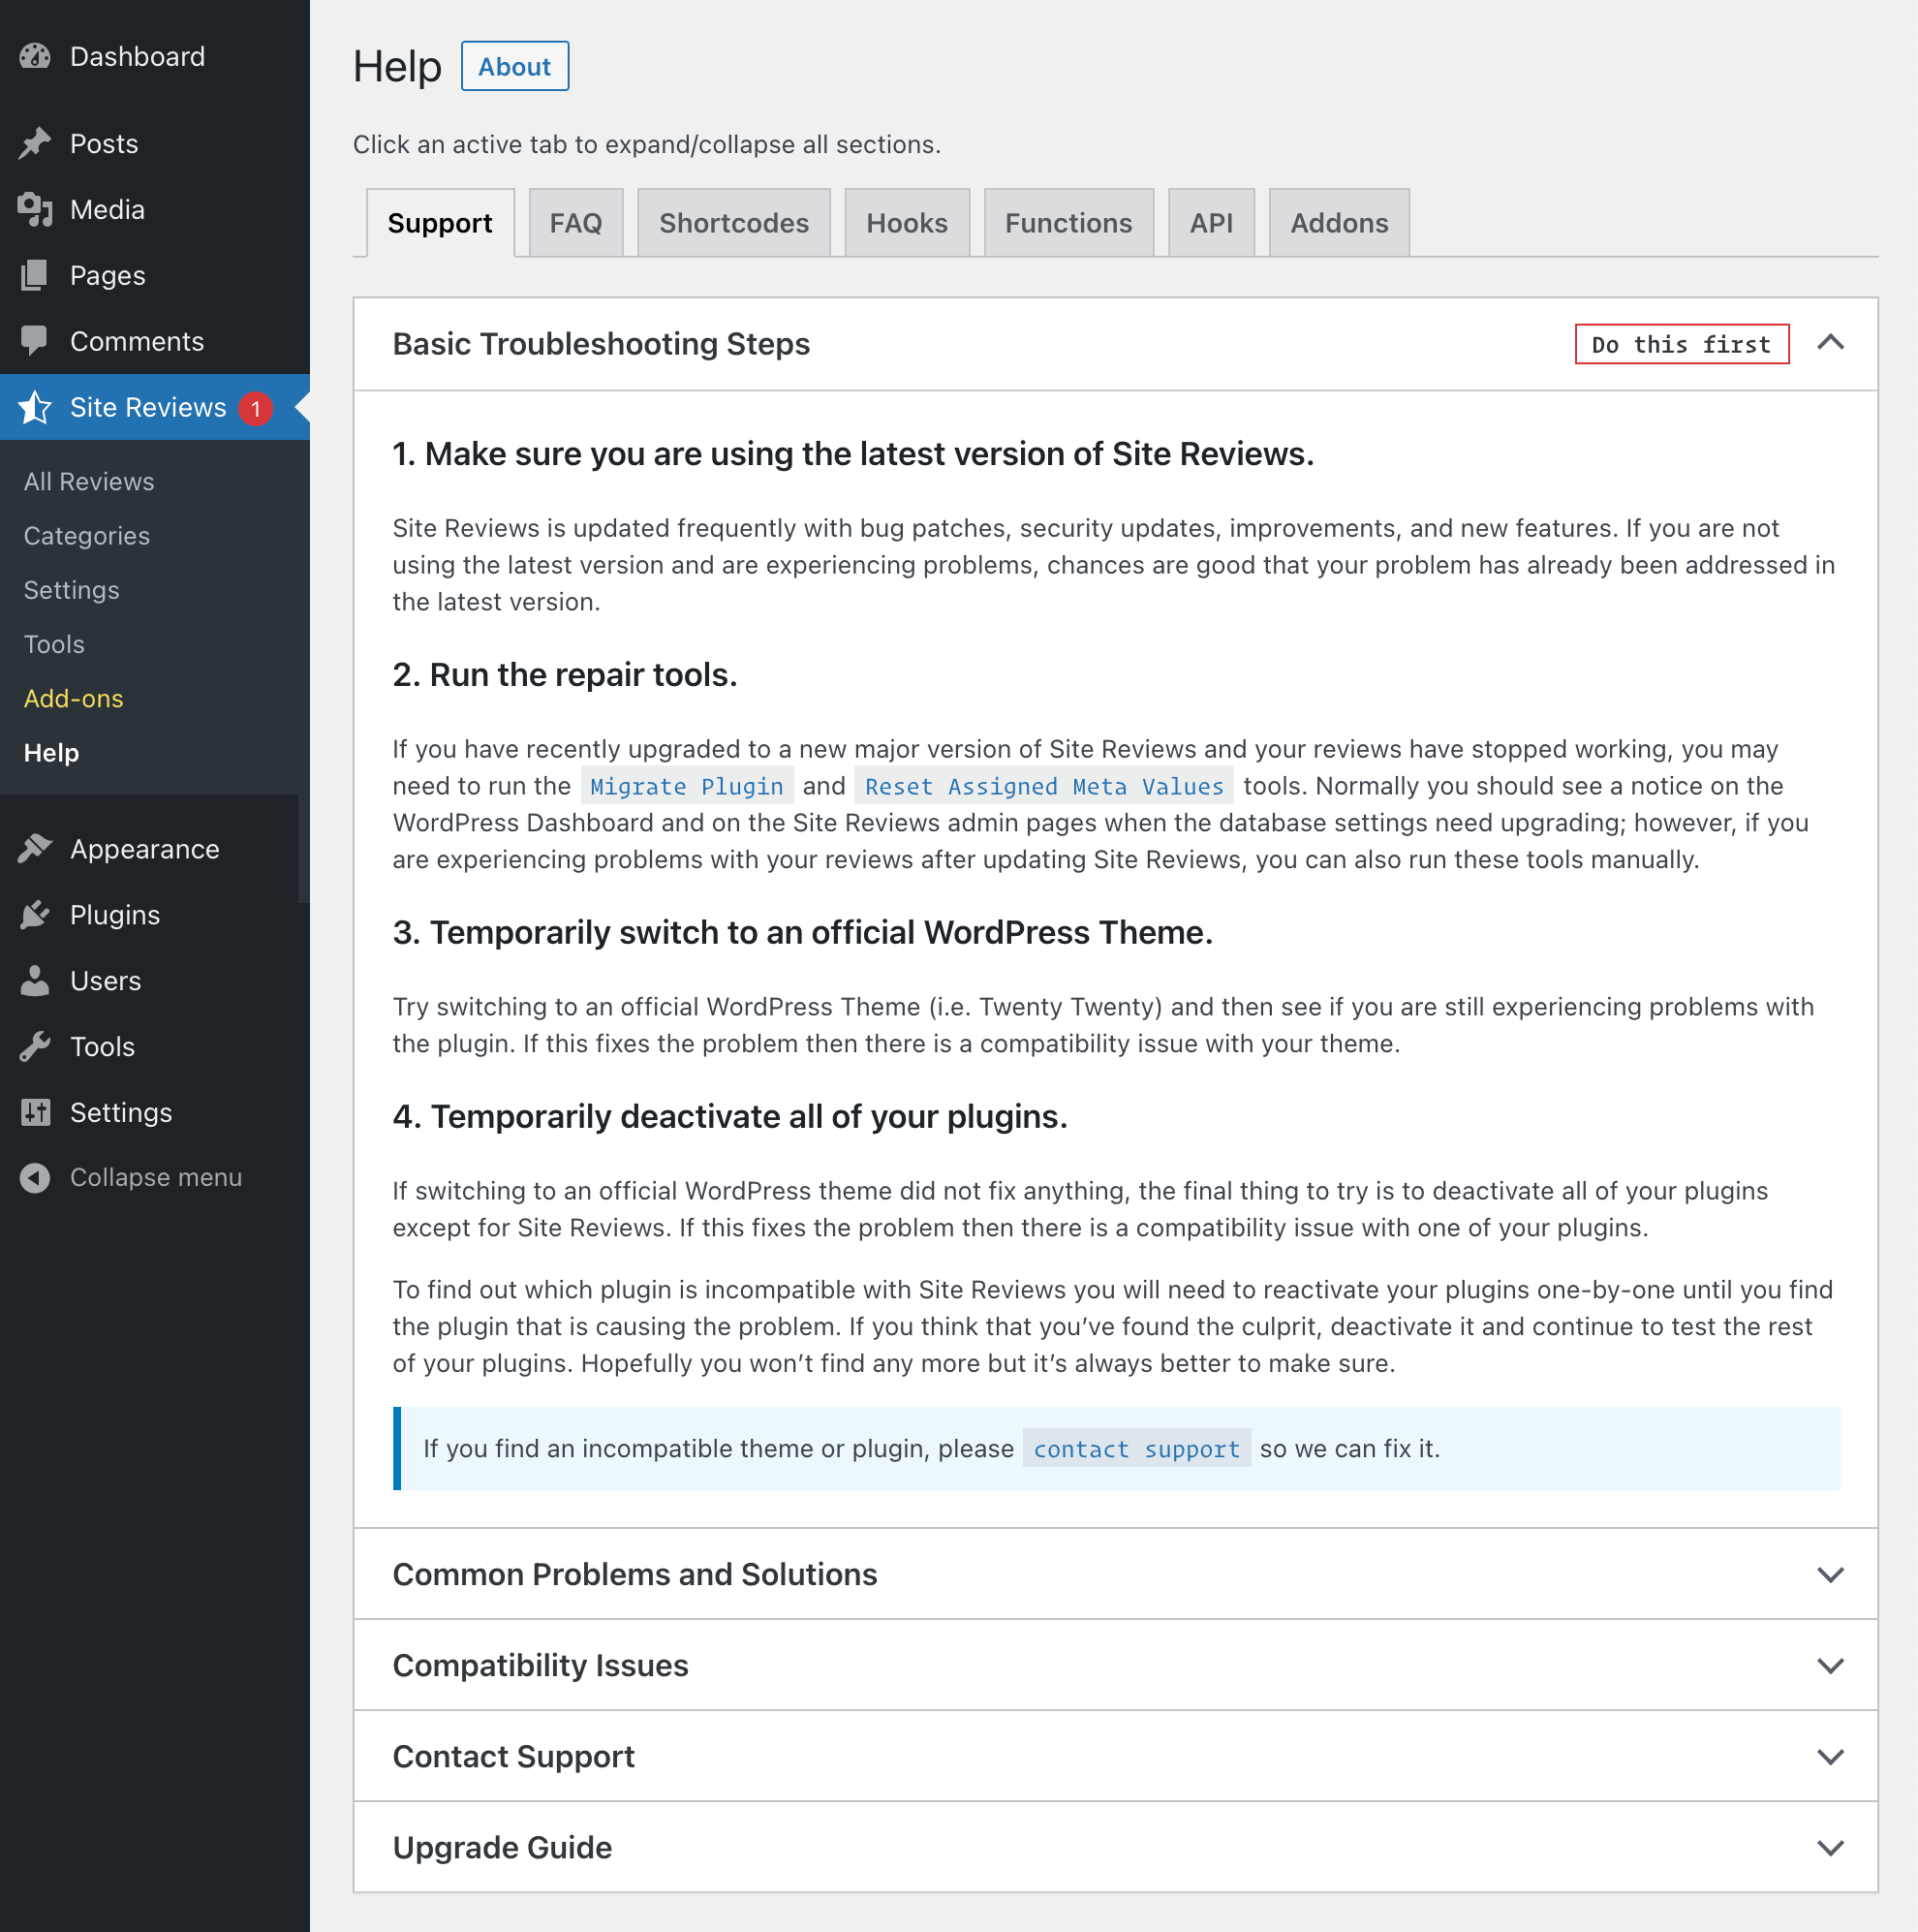 Dashboard
Posts
Media
Pages
Comments
Site Reviews 1
All Reviews
Categories
Settings
Tools
Add-ons
Help
Appearance
Plugins
Users
Tools
Settings
Collapse menu
Help About
Click an active tab to expand/collapse all sections.
Support FAQ Shortcodes Hooks Functions API Addons
Basic Troubleshooting Steps Do this first
1. Make sure you are using the latest version of Site Reviews.
Site Reviews is updated frequently with bug patches, security updates, improvements, and new features. If you are not
using the latest version and are experiencing problems, chances are good that your problem has already been addressed in
the latest version.
2. Run the repair tools.
If you have recently upgraded to a new major version of Site Reviews and your reviews have stopped working, you may
need to run the Migrate Plugin and Reset Assigned Meta Values tools. Normally you should see a notice on the
WordPress Dashboard and on the Site Reviews admin pages when the database settings need upgrading; however, if you
are experiencing problems with your reviews after updating Site Reviews, you can also run these tools manually.
3. Temporarily switch to an official WordPress Theme.
Try switching to an official WordPress Theme (i.e. Twenty Twenty) and then see if you are still experiencing problems with
the plugin. If this fixes the problem then there is a compatibility issue with your theme.
4. Temporarily deactivate all of your plugins.
If switching to an official WordPress theme did not fix anything, the final thing to try is to deactivate all of your plugins
except for Site Reviews. If this fixes the problem then there is a compatibility issue with one of your plugins.
To find out which plugin is incompatible with Site Reviews you will need to reactivate your plugins one-by-one until you find
the plugin that is causing the problem. If you think that you’ve found the culprit, deactivate it and continue to test the rest
of your plugins. Hopefully you won’t find any more but it’s always better to make sure.
If you find an incompatible theme or plugin, please contact support so we can fix it.
Common Problems and Solutions
Compatibility Issues
Contact Support
Upgrade Guide